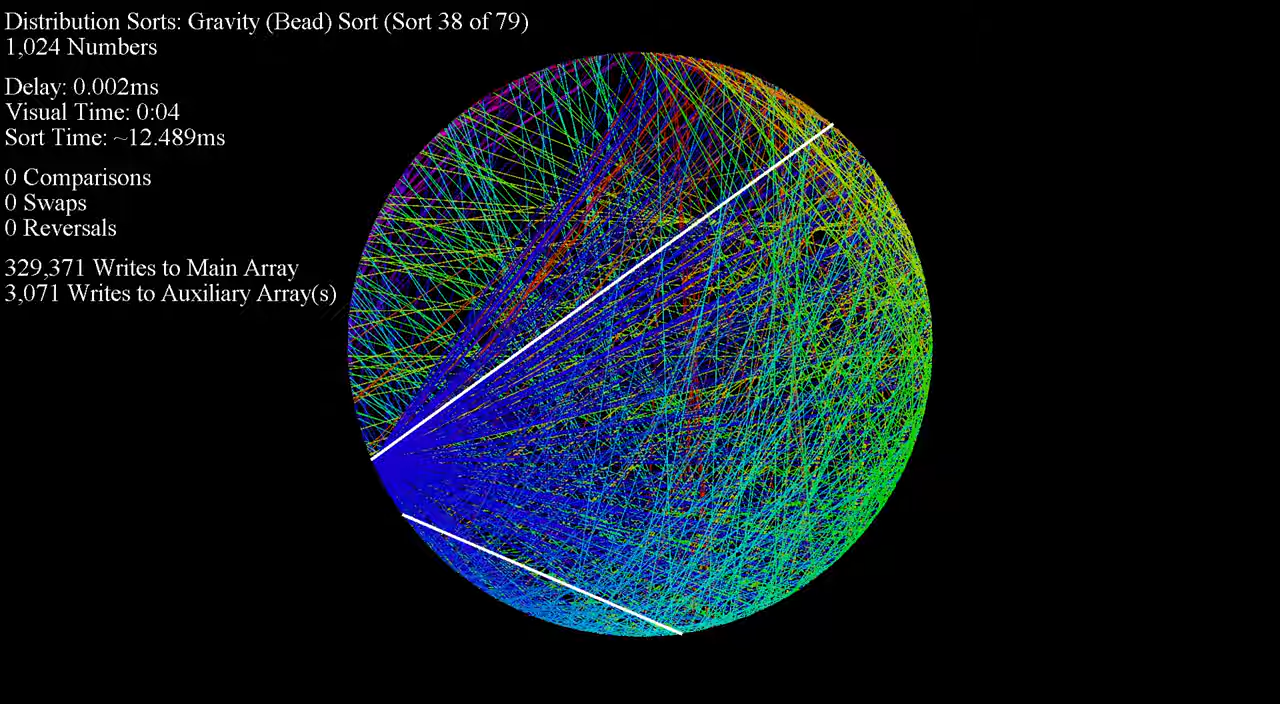 Distribution Sorts: Gravity (Bead) Sort (Sort 38 of 79)
1,024 Numbers
Delay: 0.002ms
Visual Time: 0:04
Sort Time: ~12.489ms
0 Comparisons
0 Swaps
0 Reversals
329,371 Writes to Main Array
3,071 Writes to Auxiliary Array(s)